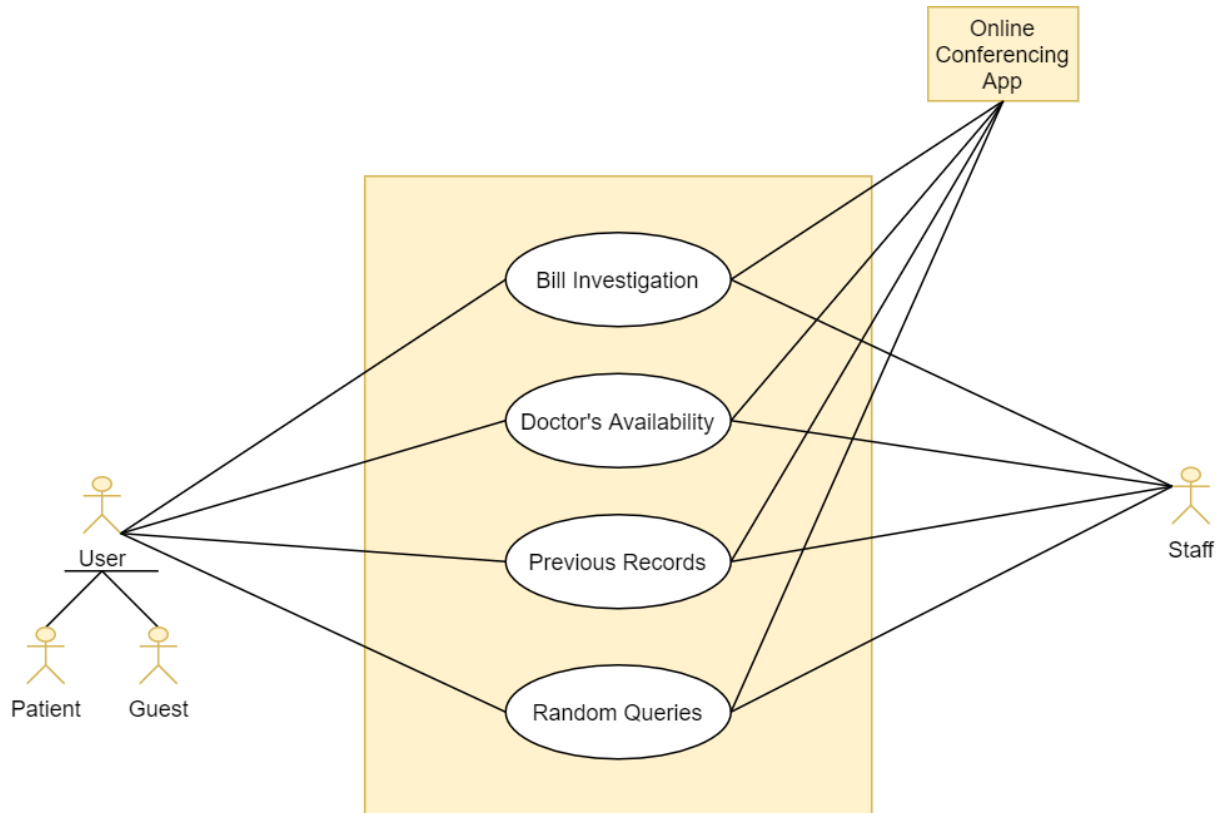 Online
Conferencing
App
Bill Investigation
Doctor's Availability
Previous Records
Random Queries
User
Patient
Guest
Staff